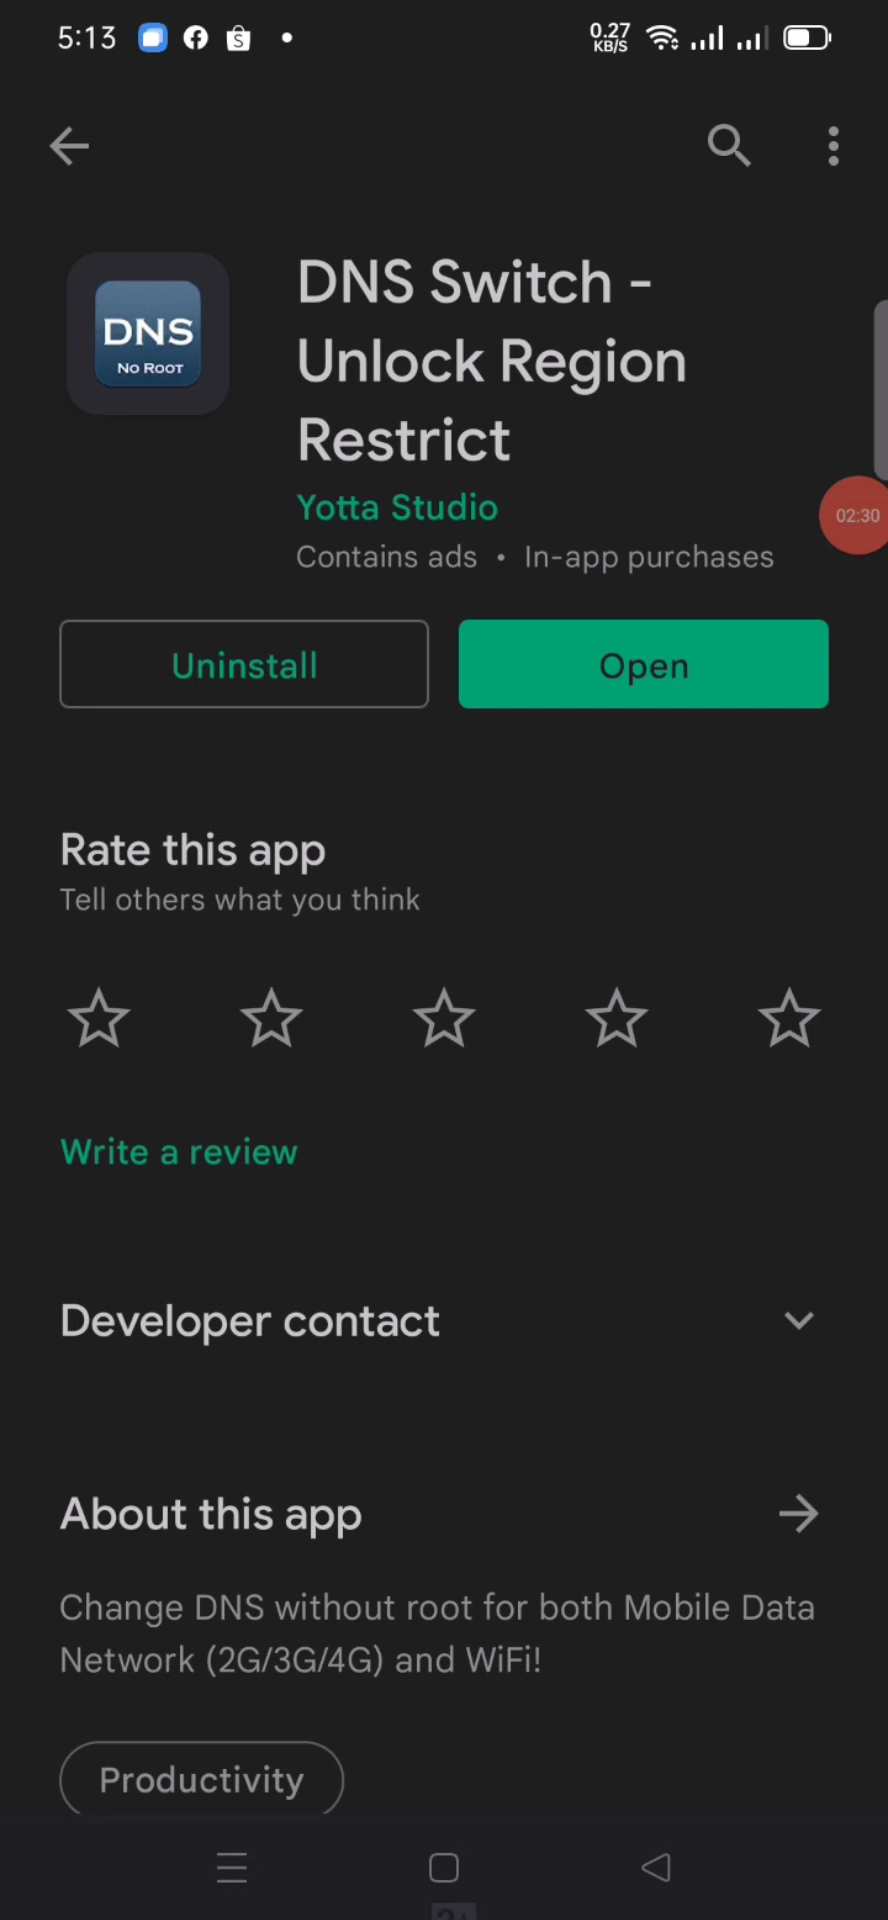 5:13
0.27
KB/S
DNS
NO ROOT
DNS Switch -
Unlock Region
Restrict
Yotta Studio
Contains ads • In-app purchases
02:30
Uninstall
Open
Rate this app
Tell others what you think
Write a review
Developer contact
About this app
Change DNS without root for both Mobile Data
Network (2G/3G/4G) and WiFi!
Productivity